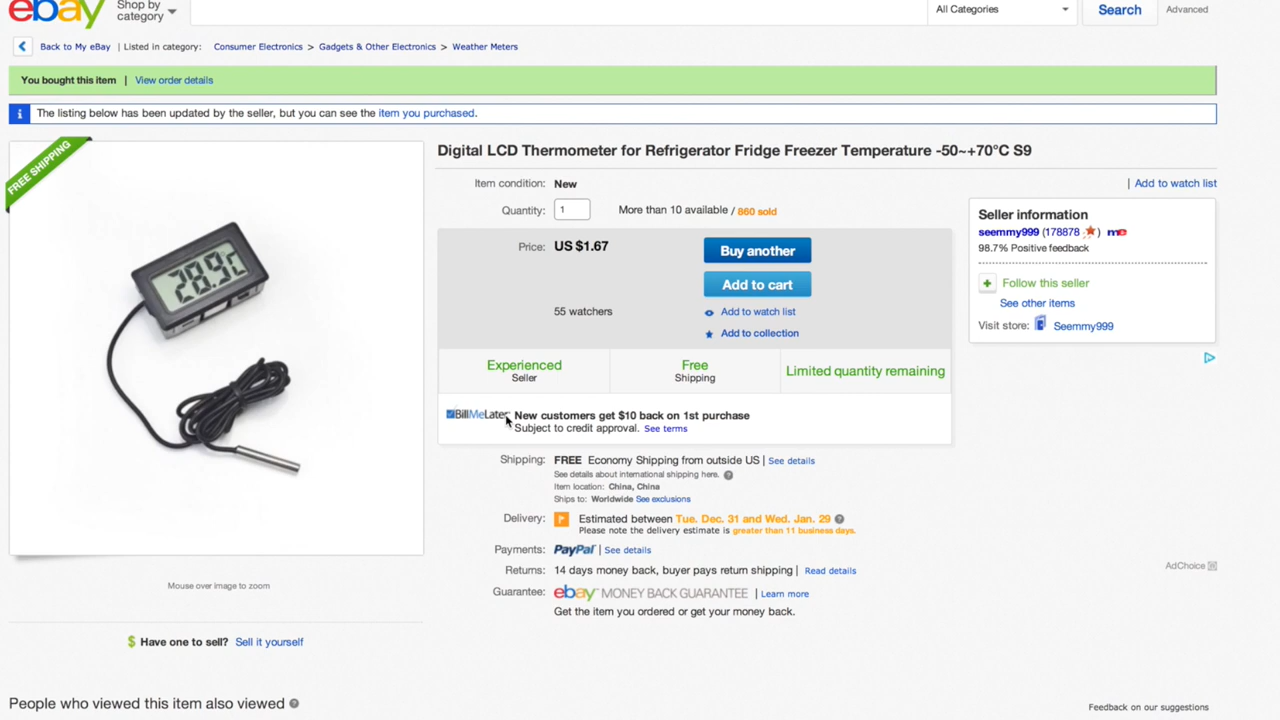 ebay
Shop by
category
All Categories
Search
Advanced
Back to My eBay | Listed in category: Consumer Electronics > Gadgets & Other Electronics > Weather Meters
You bought this item | View order details
i The listing below has been updated by the seller, but you can see the item you purchased.
FREE SHIPPING
28.9c
Mouse over image to zoom
$ Have one to sell? Sell it yourself
Digital LCD Thermometer for Refrigerator Fridge Freezer Temperature -50~+70°C S9
Item condition: New
| Add to watch list
Quantity: 1 More than 10 available / 860 sold
Price: US $1.67
Buy another
Add to cart
55 watchers
Add to watch list
Add to collection
Experienced
Seller
Free
Shipping
Limited quantity remaining
BillMeLater New customers get $10 back on 1st purchase
Subject to credit approval. See terms
Shipping: FREE Economy Shipping from outside US | See details
See details about international shipping here. ?
Item location: China, China
Ships to: Worldwide See exclusions
Delivery: Estimated between Tue. Dec. 31 and Wed. Jan. 29 ?
Please note the delivery estimate is greater than 11 business days.
Payments: PayPal | See details
Returns: 14 days money back, buyer pays return shipping | Read details
Guarantee: ebay MONEY BACK GUARANTEE | Learn more
Get the item you ordered or get your money back.
Seller information
seemmy999 (178878 ) me
98.7% Positive feedback
+ Follow this seller
See other items
Visit store: Seemmy999
AdChoice
People who viewed this item also viewed ?
Feedback on our suggestions